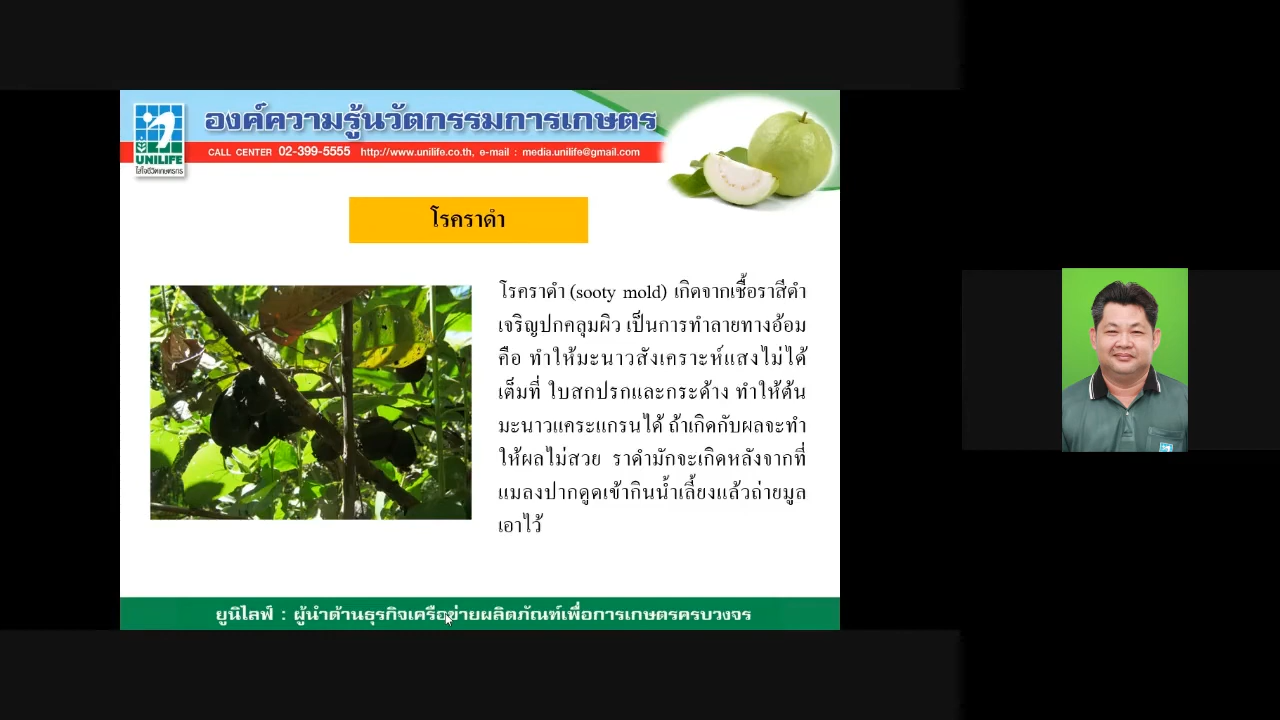 องค์ความรู้นวัตกรรมการเกษตร
UNILIFE
ใส่ใจชีวิตเกษตรกร
CALL CENTER 02-399-5555 http://www.unilife.co.th, e-mail : media.unilife@gmail.com
โรคราดำ
โรคราดำ (sooty mold) เกิดจากเชื้อราสีดำ
เจริญปกคลุมผิว เป็นการทำลายทางอ้อม
คือ ทำให้มะนาวสังเคราะห์แสงไม่ได้
เต็มที่ ใบสกปรกและกระด้าง ทำให้ต้น
มะนาวแคระแกรนได้ ถ้าเกิดกับผลจะทำ
ให้ผลไม่สวย ราดำมักจะเกิดหลังจากที่
แมลงปากดูดเข้ากินน้ำเลี้ยงแล้วถ่ายมูล
เอาไว้
ยูนิไลฟ์ : ผู้นำด้านธุรกิจเครือข่ายผลิตภัณฑ์เพื่อการเกษตรครบวงจร